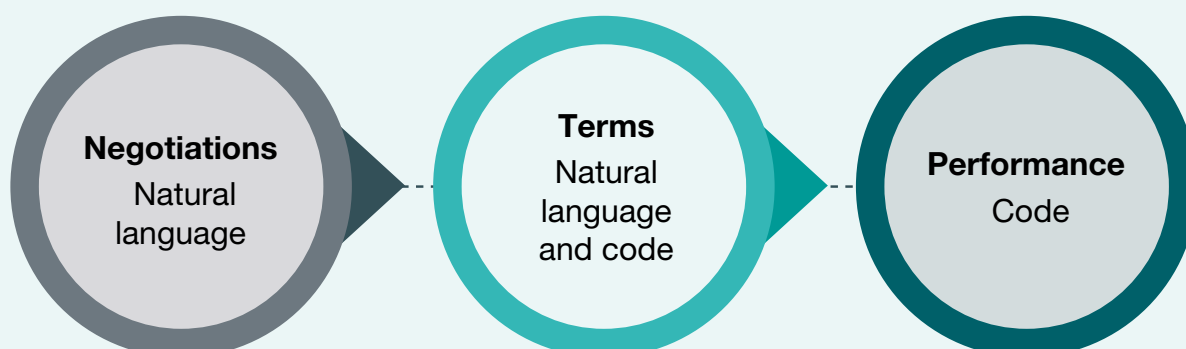 Negotiations
Natural
language
Terms
Natural
language
and code
Performance
Code